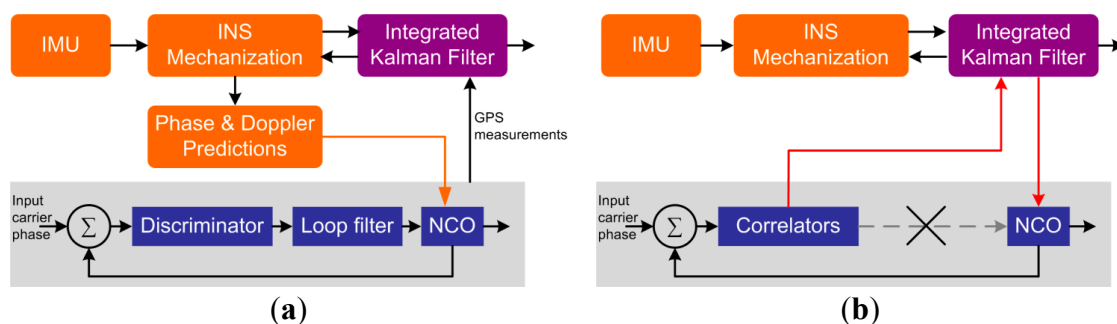 IMU
INS
Mechanization
Integrated
Kalman Filter
Phase & Doppler
Predictions
GPS
measurements
Input
carrier
phase
Σ
Discriminator
Loop filter
NCO
(a)
IMU
INS
Mechanization
Integrated
Kalman Filter
Input
carrier
phase
Σ
Correlators
NCO
(b)